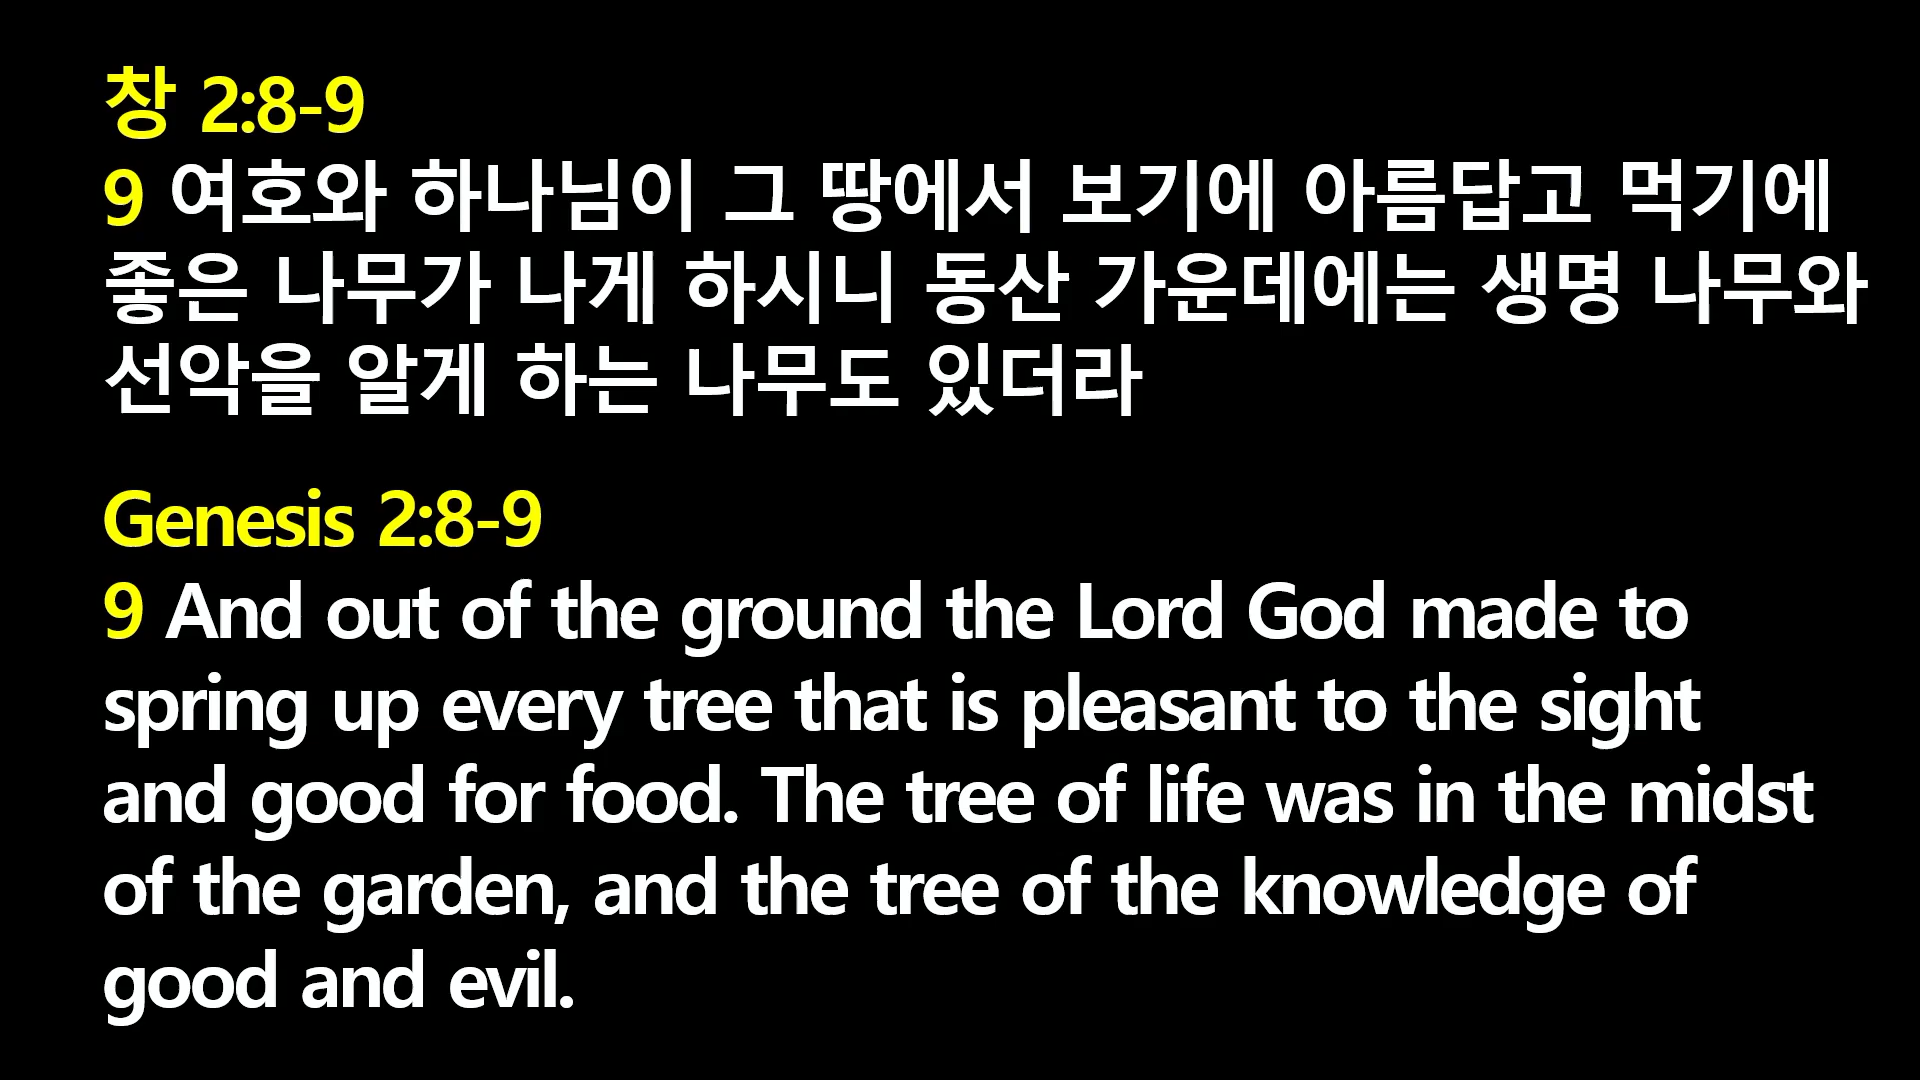 창 2:8-9
9 여호와 하나님이 그 땅에서 보기에 아름답고 먹기에
좋은 나무가 나게 하시니 동산 가운데에는 생명 나무와
선악을 알게 하는 나무도 있더라
Genesis 2:8-9
9 And out of the ground the Lord God made to
spring up every tree that is pleasant to the sight
and good for food. The tree of life was in the midst
of the garden, and the tree of the knowledge of
good and evil.